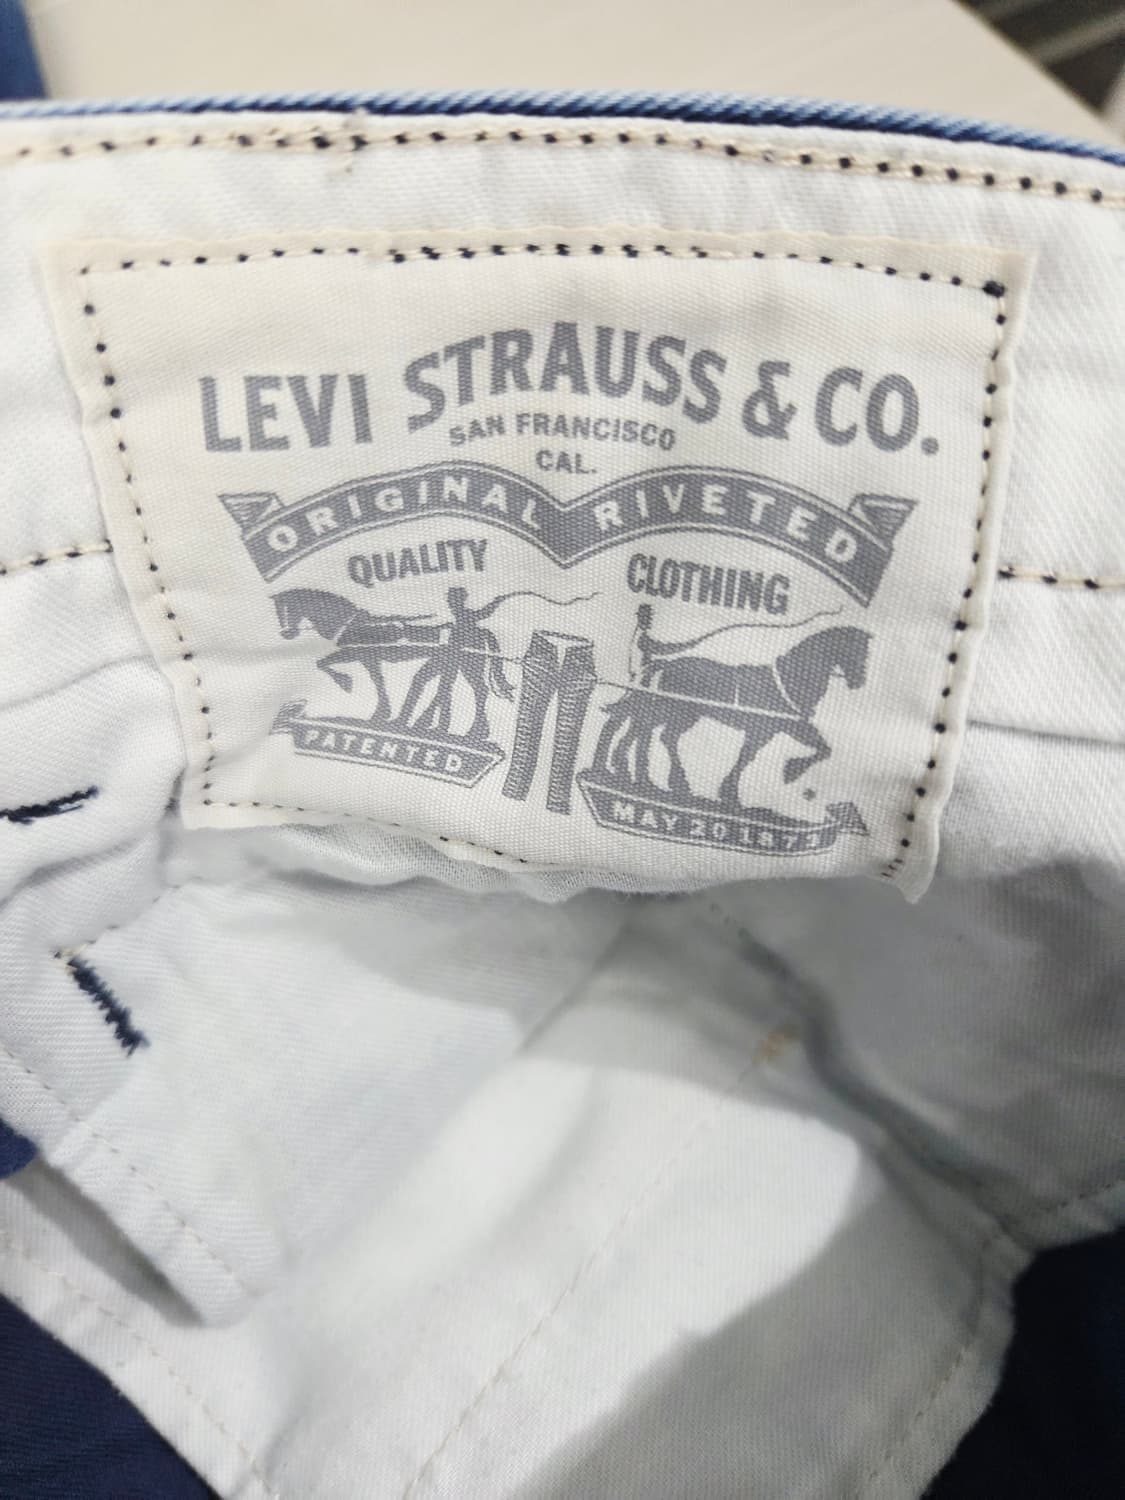 LEVI STRAUSS & CO.
SAN FRANCISCO
CAL.
ORIGINAL RIVETED
QUALITY CLOTHING
PATENTED
MAY 20 1873